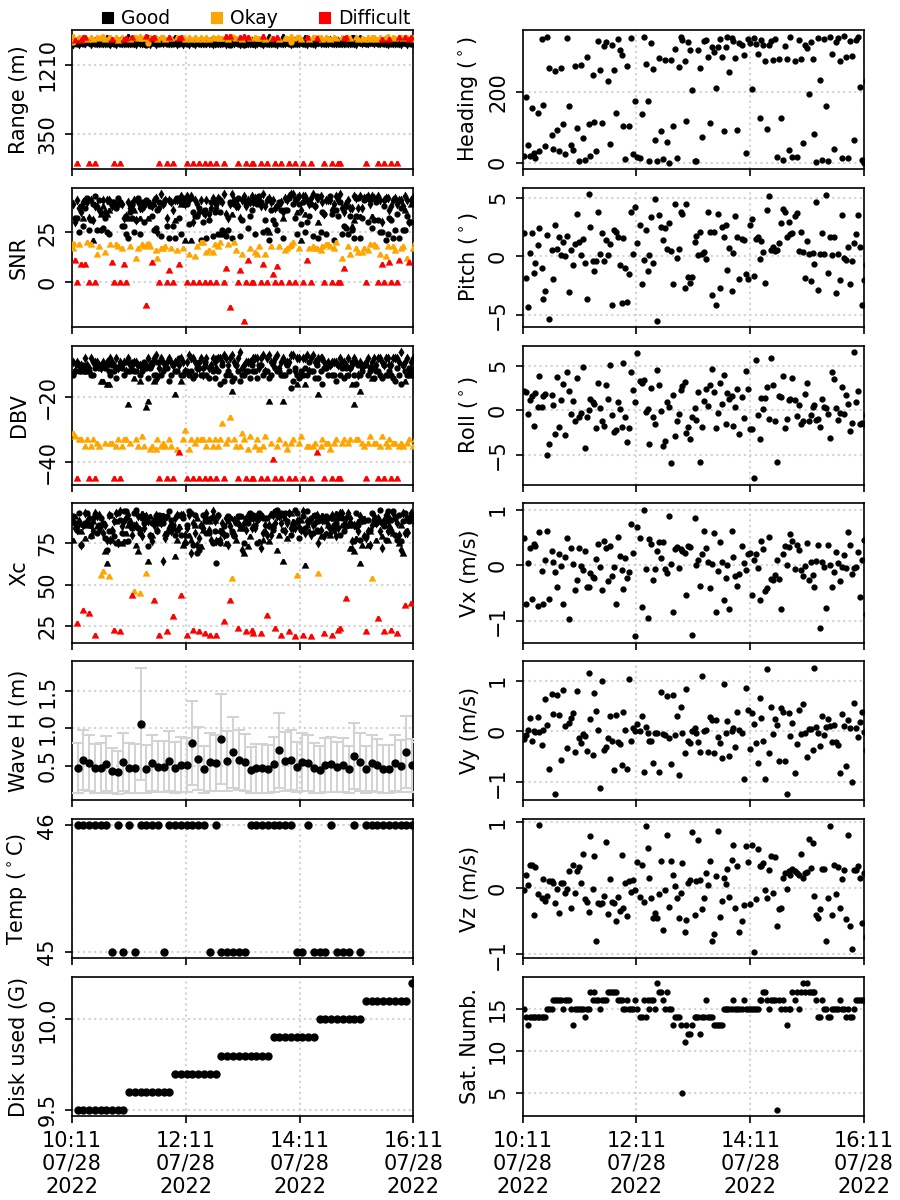 Good Okay Difficult
Range (m)
1210
350
Heading (°)
200
0
SNR
25
0
Pitch (°)
5
0
−5
DBV
−20
−40
Roll (°)
5
0
−5
Xc
75
50
25
Vx (m/s)
1
0
−1
Wave H (m)
1.5
1.0
0.5
Vy (m/s)
1
0
−1
Temp (°C)
46
45
Vz (m/s)
1
0
−1
Disk used (G)
10.0
9.5
Sat. Numb.
15
10
5
10:11 12:11 14:11 16:11
07/28 07/28 07/28 07/28
2022 2022 2022 2022
10:11 12:11 14:11 16:11
07/28 07/28 07/28 07/28
2022 2022 2022 2022